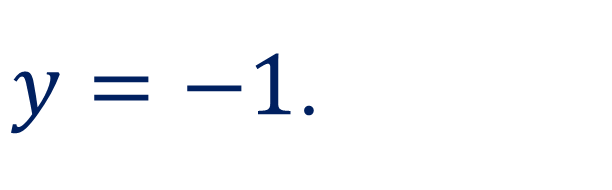 y = −1.